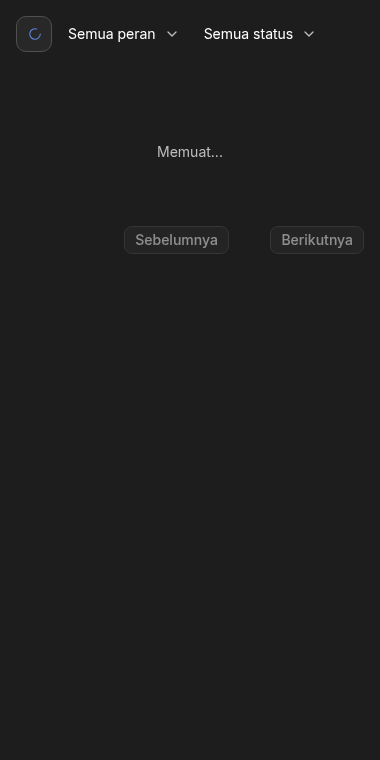 Semua peran
Semua status
Memuat...
Sebelumnya
Berikutnya